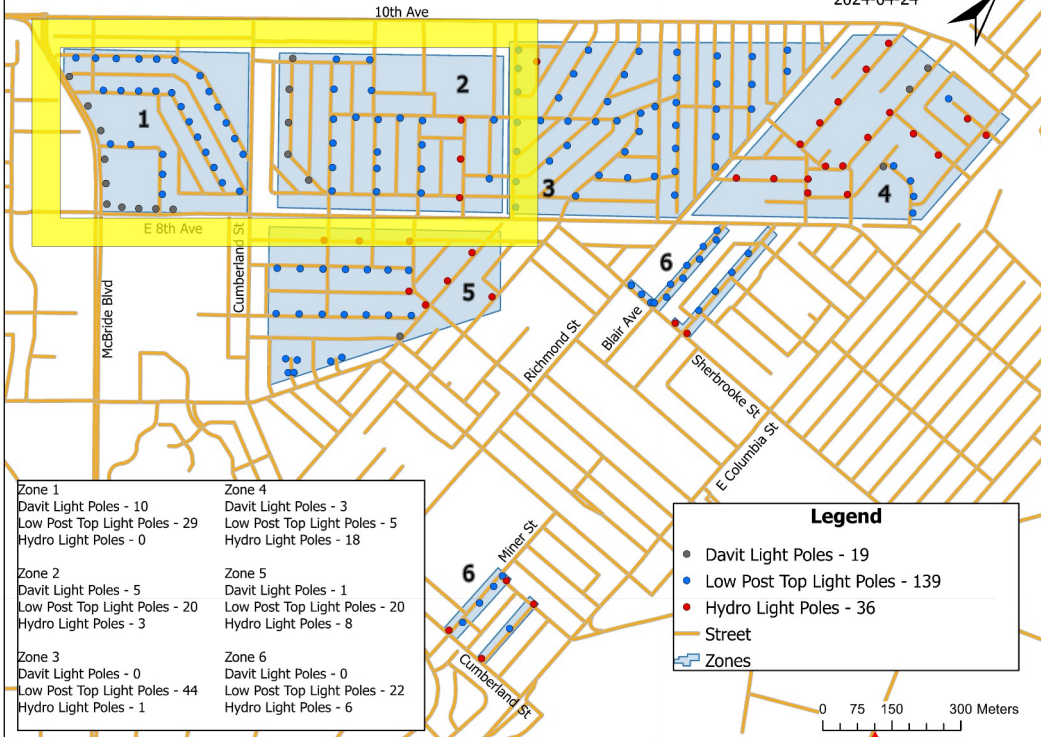 2024-04-24
10th Ave
1
2
3
4
E 8th Ave
Cumberland St
McBride Blvd
5
6
Richmond St
Blair Ave
Sherbrooke St
E Columbia St
Zone 1
Davit Light Poles - 10
Low Post Top Light Poles - 29
Hydro Light Poles - 0
Zone 2
Davit Light Poles - 5
Low Post Top Light Poles - 20
Hydro Light Poles - 3
Zone 3
Davit Light Poles - 0
Low Post Top Light Poles - 44
Hydro Light Poles - 1
Zone 4
Davit Light Poles - 3
Low Post Top Light Poles - 5
Hydro Light Poles - 18
Zone 5
Davit Light Poles - 1
Low Post Top Light Poles - 20
Hydro Light Poles - 8
Zone 6
Davit Light Poles - 0
Low Post Top Light Poles - 22
Hydro Light Poles - 6
Miner St
6
Cumberland St
Legend
Davit Light Poles - 19
Low Post Top Light Poles - 139
Hydro Light Poles - 36
Street
Zones
0 75 150 300 Meters